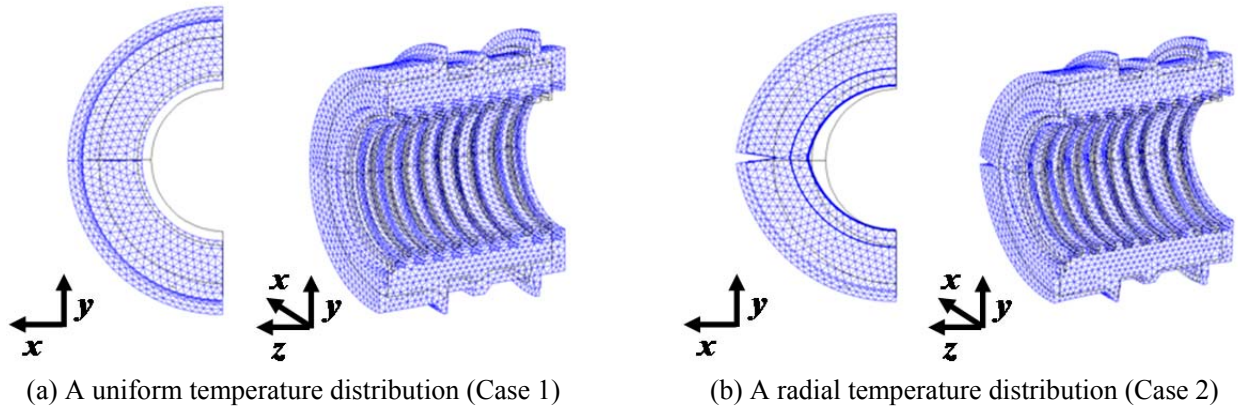 y
x
x
y
z
y
x
x
y
z
(a) A uniform temperature distribution (Case 1)
(b) A radial temperature distribution (Case 2)